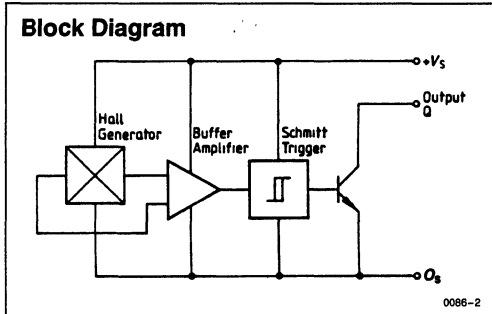 Block Diagram
+VS
Hall
Generator
Buffer
Amplifier
Schmitt
Trigger
Output
Q
OS
0086–2